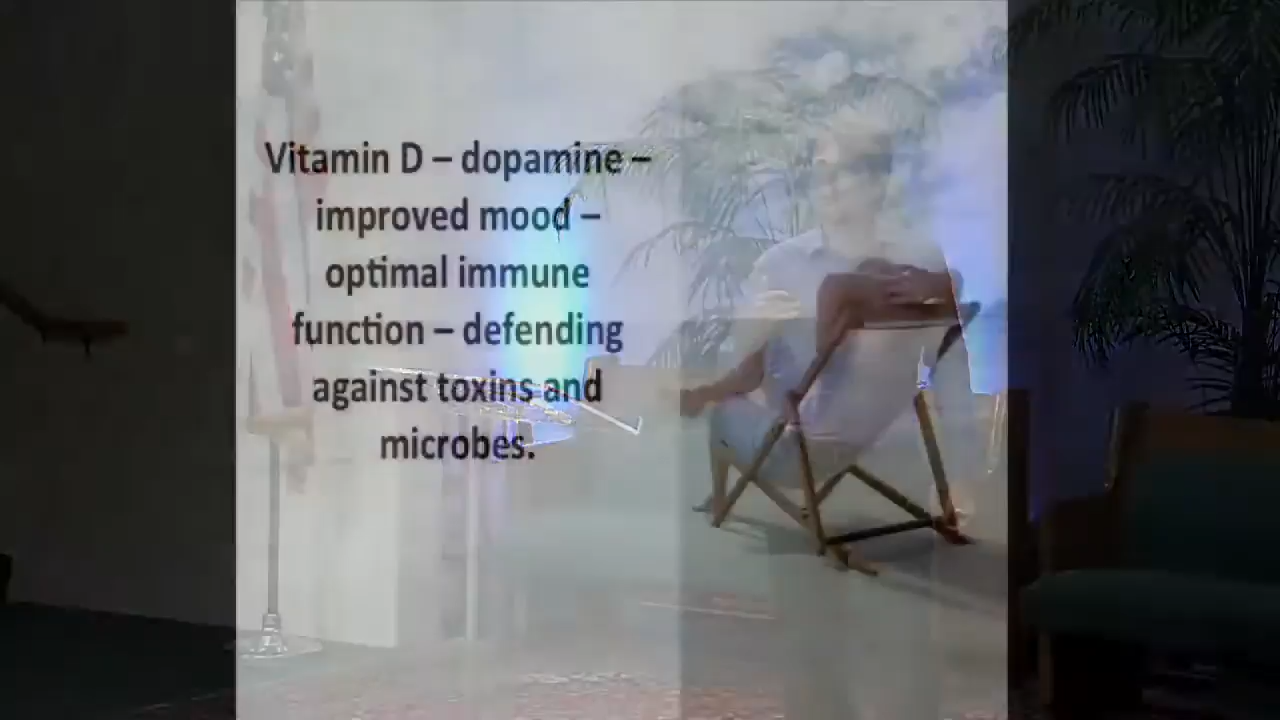 Vitamin D – dopamine –
improved mood –
optimal immune
function – defending
against toxins and
microbes.